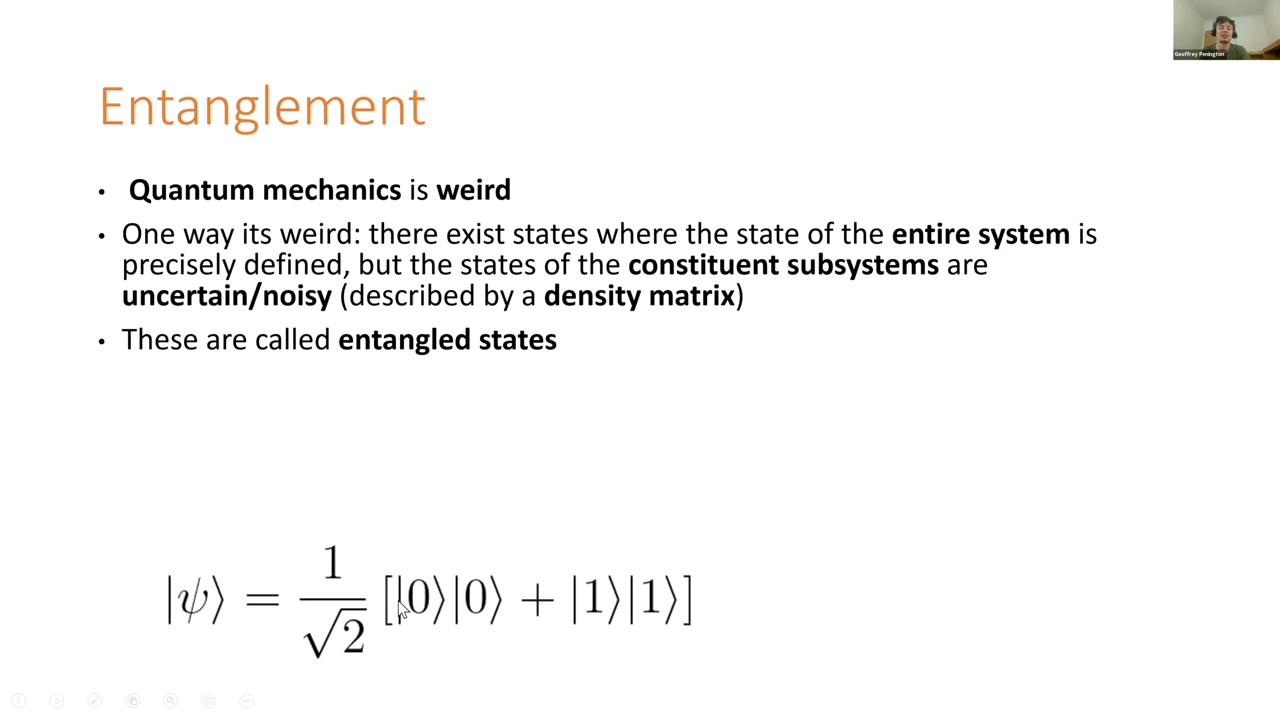 Geoffrey Penington
Entanglement
• Quantum mechanics is weird
• One way its weird: there exist states where the state of the entire system is
precisely defined, but the states of the constituent subsystems are
uncertain/noisy (described by a density matrix)
• These are called entangled states
|ψ⟩ = 1/√2 [|0⟩|0⟩ + |1⟩|1⟩]